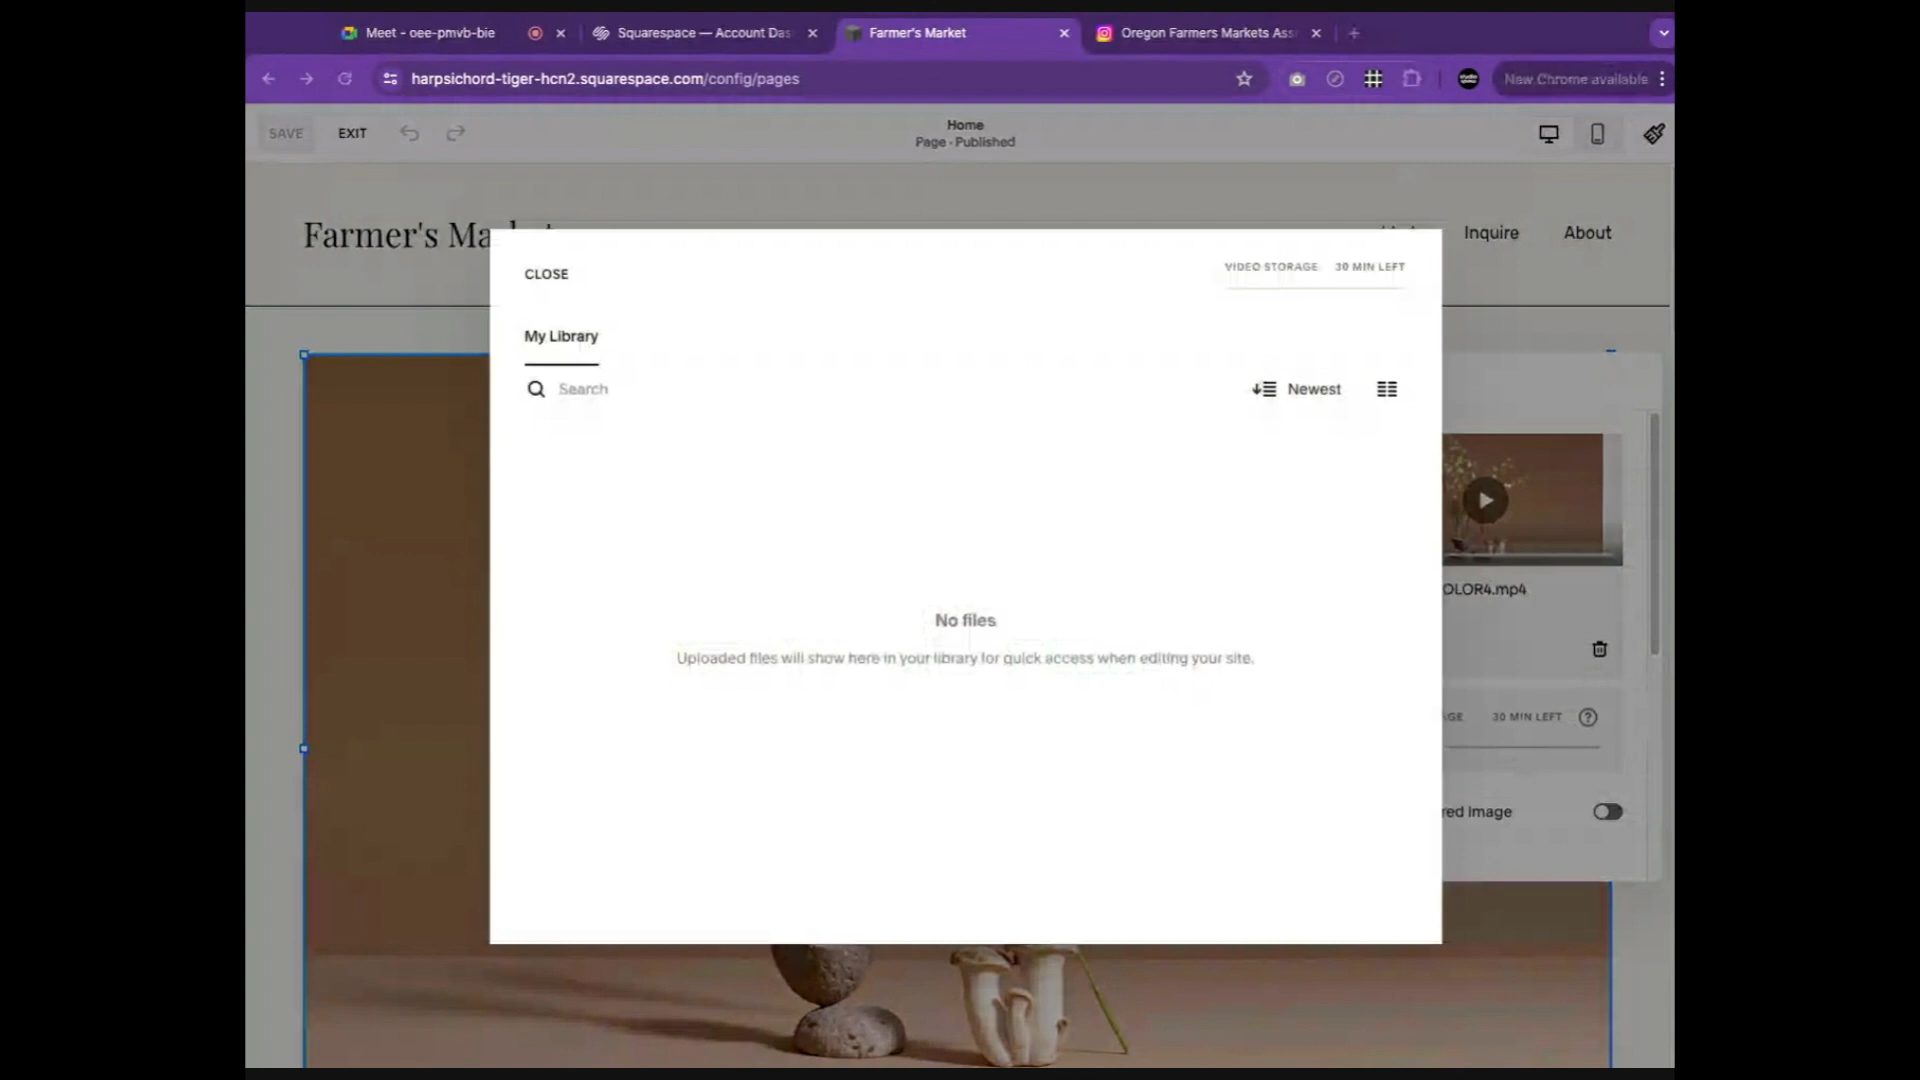 Meet - oee-pmvb-bie
Squarespace — Account Das
Farmer's Market
Oregon Farmers Markets Ass
harpsichord-tiger-hcn2.squarespace.com/config/pages
New Chrome available
SAVE
EXIT
Home
Page · Published
Farmer's Ma
Inquire
About
CLOSE
VIDEO STORAGE 30 MIN LEFT
My Library
Search
Newest
No files
Uploaded files will show here in your library for quick access when editing your site.
OLOR4.mp4
GE 30 MIN LEFT
red Image